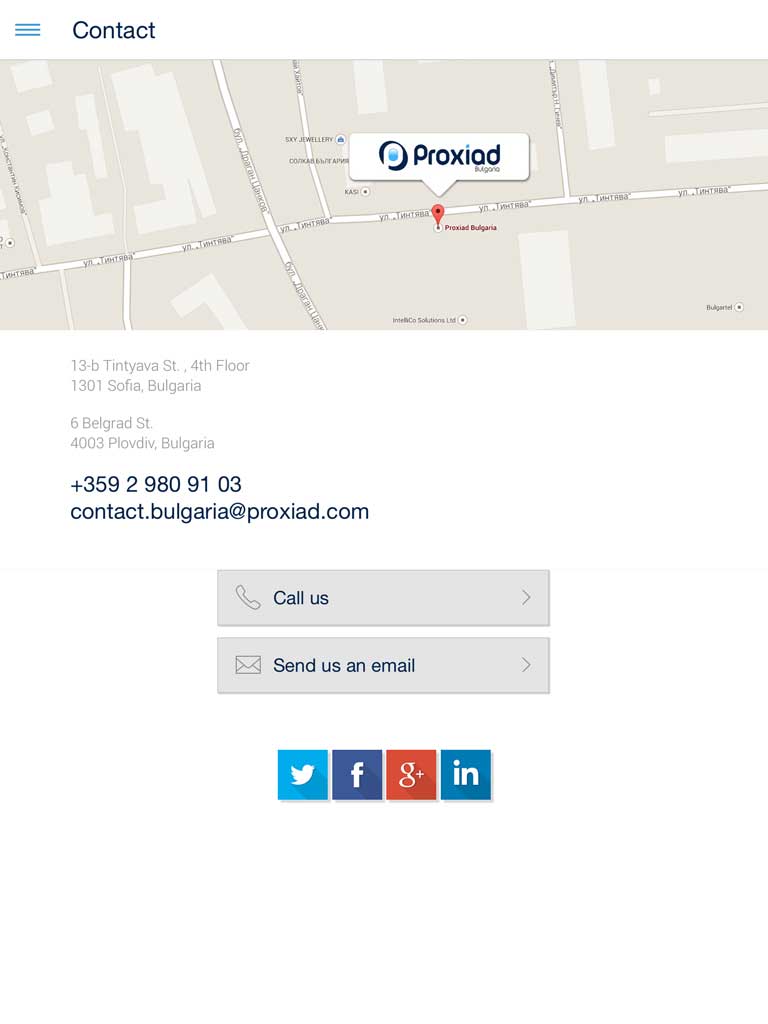 Contact
SXY JEWELLERY
СОЛКАВ БЪЛГАРИЯ
KASI
Proxiad
Bulgaria
бул. „Драган Цанков“
ул. „Тинтява“
ул. „Тинтява“
ул. „Тинтява“
ул. „Тинтява“
ул. „Тинтява“
ул. „Тинтява“
ул. „Тинтява“
Proxiad Bulgaria
бул. „Драган Цанков“
IntelliCo Solutions Ltd
Bulgartel
13-b Tintyava St. , 4th Floor
1301 Sofia, Bulgaria
6 Belgrad St.
4003 Plovdiv, Bulgaria
+359 2 980 91 03
contact.bulgaria@proxiad.com
Call us
Send us an email
f
g+
in